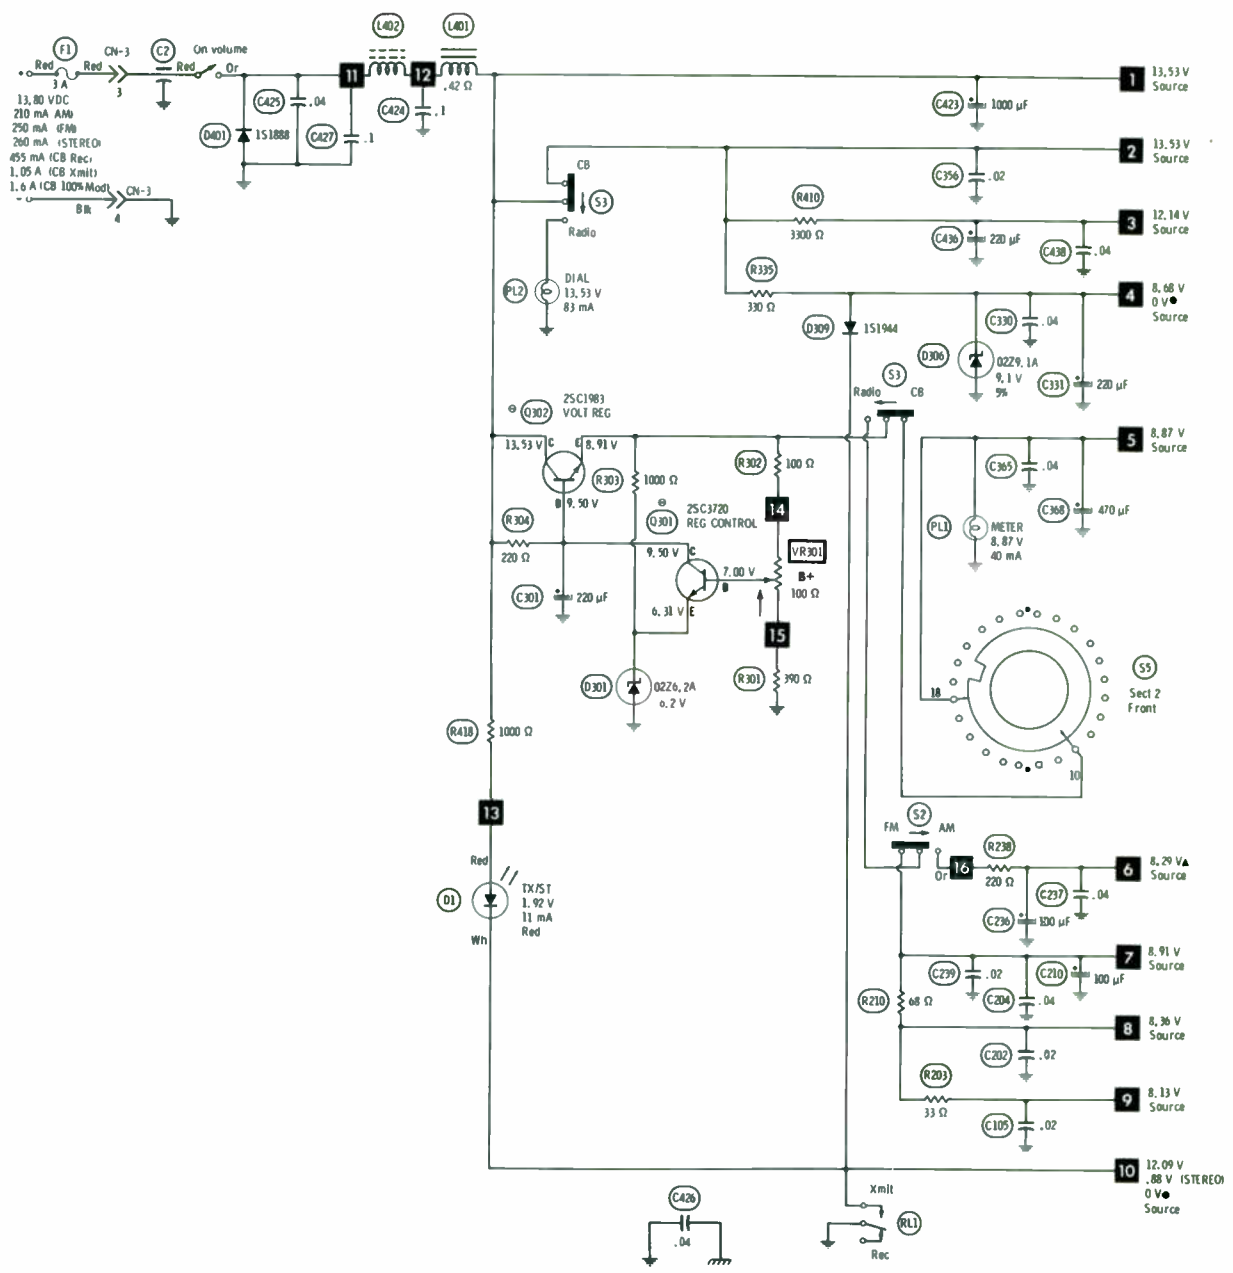 F1
CN-3
C2
On volume
L402
L401
Red
Red
Red
Or
3 A
3
11
12
.42 Ω
1
13.53 V
Source
13.80 VDC
210 mA AM)
250 mA (FM)
260 mA (STEREO)
455 mA (CB Rec)
1.05 A (CB Xmit)
1.6 A (CB 100% Mod)
CN-3
Blk
4
D401
1S1888
C425
.04
C427
.1
C424
.1
C423
1000 µF
2
13.53 V
Source
CB
S3
Radio
C356
.02
R410
3300 Ω
C436
220 µF
C438
.04
3
12.14 V
Source
PL2
DIAL
13.53 V
83 mA
R335
330 Ω
4
8.68 V
0 V●
Source
D309
1S1944
C330
.04
D306
02Z9.1A
9.1 V
5%
C331
220 µF
S3
Radio
CB
⊖
Q302
2SC1983
VOLT REG
13.53 V
C
E
8.91 V
B
9.50 V
R303
1000 Ω
R302
100 Ω
5
8.87 V
Source
C365
.04
C368
470 µF
PL1
METER
8.87 V
40 mA
14
R304
220 Ω
⊖
Q301
2SC3720
REG CONTROL
9.50 V
C
7.00 V
B
6.31 V
E
VR301
B+
100 Ω
C301
220 µF
15
D301
02Z6.2A
6.2 V
R301
390 Ω
S5
Sect 2
Front
18
10
R418
1000 Ω
13
Red
D1
TX/ST
1.92 V
11 mA
Red
Wh
S2
FM
AM
Or
16
R238
220 Ω
C237
.04
C236
100 µF
6
8.29 V▲
Source
7
8.91 V
Source
C239
.02
C204
.04
C210
100 µF
R210
68 Ω
8
8.36 V
Source
C202
.02
R203
33 Ω
9
8.13 V
Source
C105
.02
10
12.09 V
.88 V (STEREO)
0 V●
Source
C426
.04
Xmit
RL1
Rec